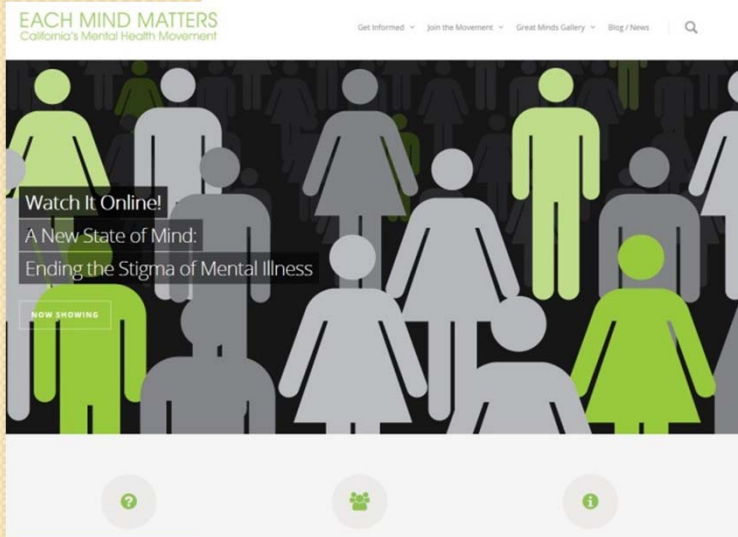 EACH MIND MATTERS
California's Mental Health Movement
Get Informed Join the Movement Great Minds Gallery Blog / News
Watch It Online!
A New State of Mind:
Ending the Stigma of Mental Illness
NOW SHOWING
?
i